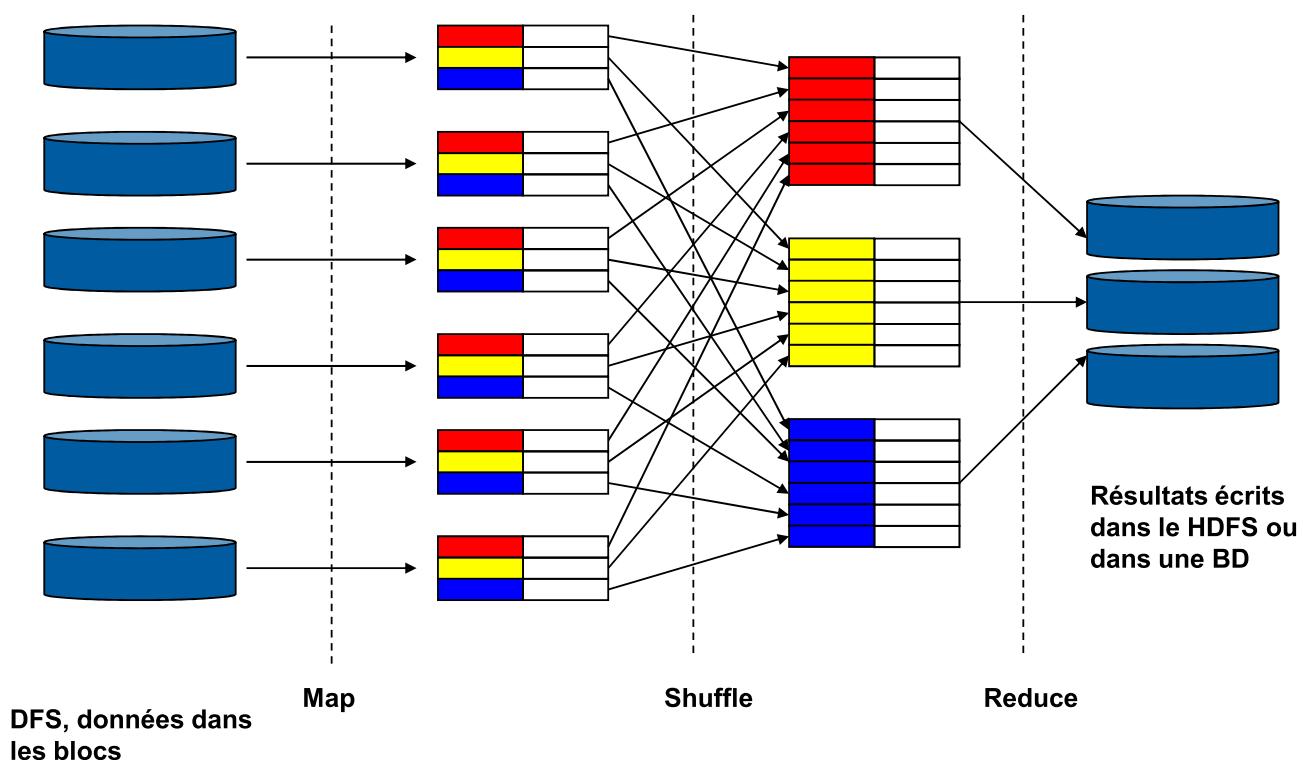 Résultats écrits
dans le HDFS ou
dans une BD
Map
Shuffle
Reduce
DFS, données dans
les blocs